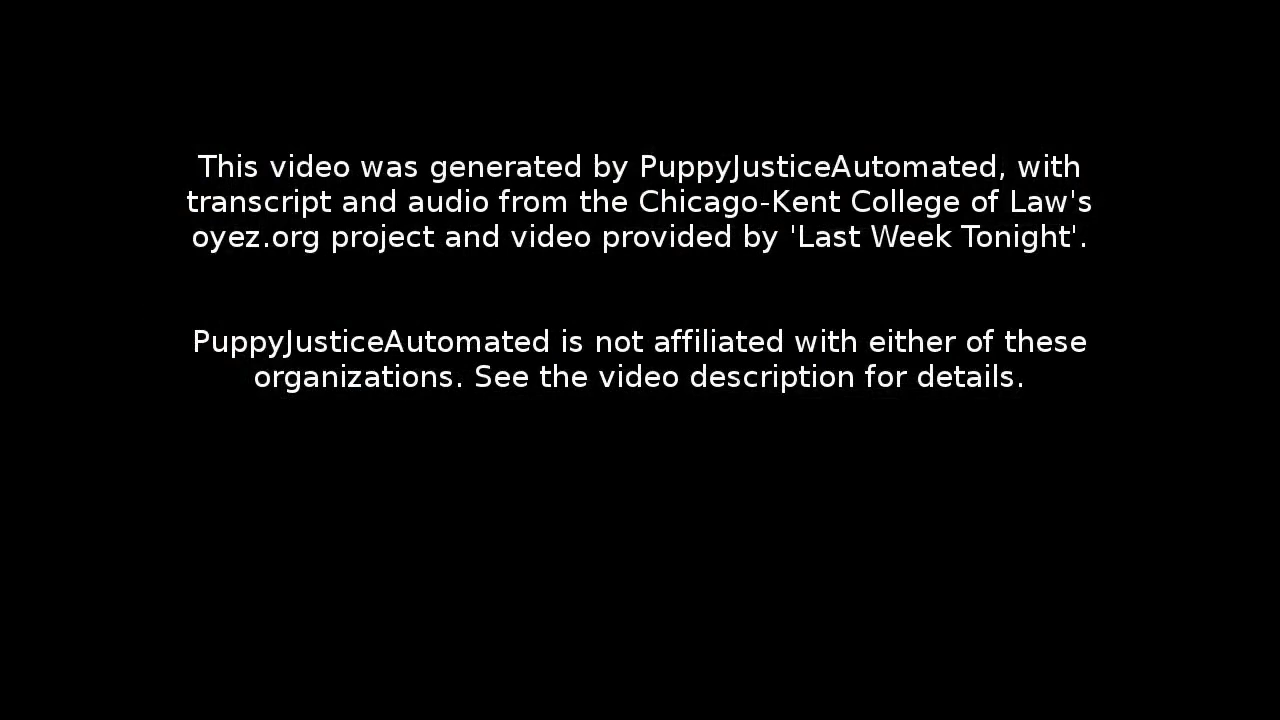 This video was generated by PuppyJusticeAutomated, with
transcript and audio from the Chicago-Kent College of Law's
oyez.org project and video provided by 'Last Week Tonight'.
PuppyJusticeAutomated is not affiliated with either of these
organizations. See the video description for details.